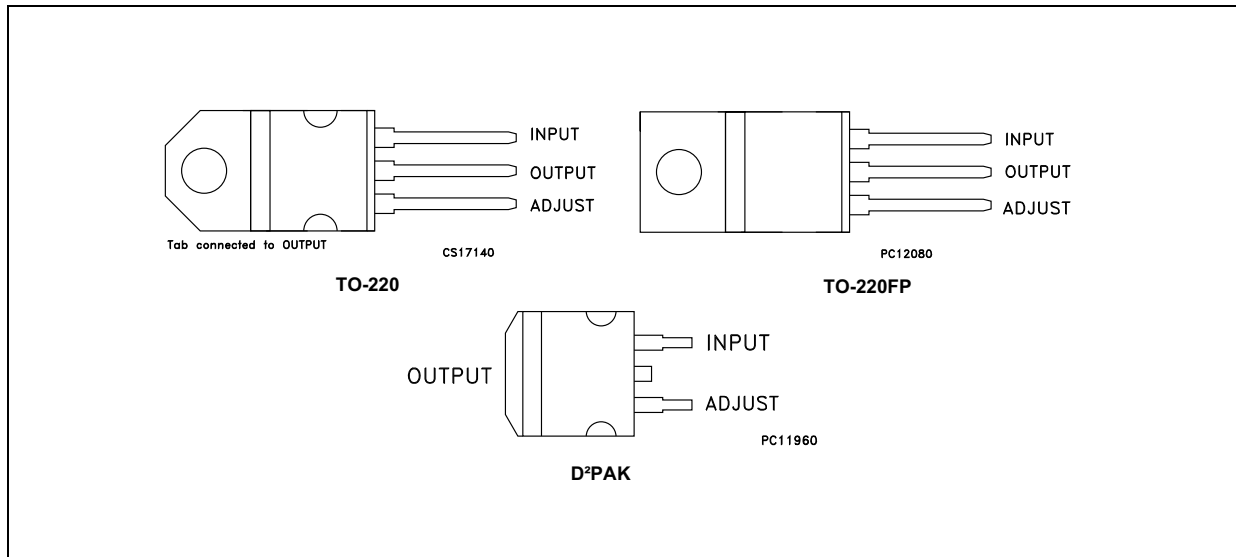 INPUT
OUTPUT
ADJUST
Tab connected to OUTPUT
CS17140
TO-220
INPUT
OUTPUT
ADJUST
PC12080
TO-220FP
OUTPUT
INPUT
ADJUST
PC11960
D²PAK